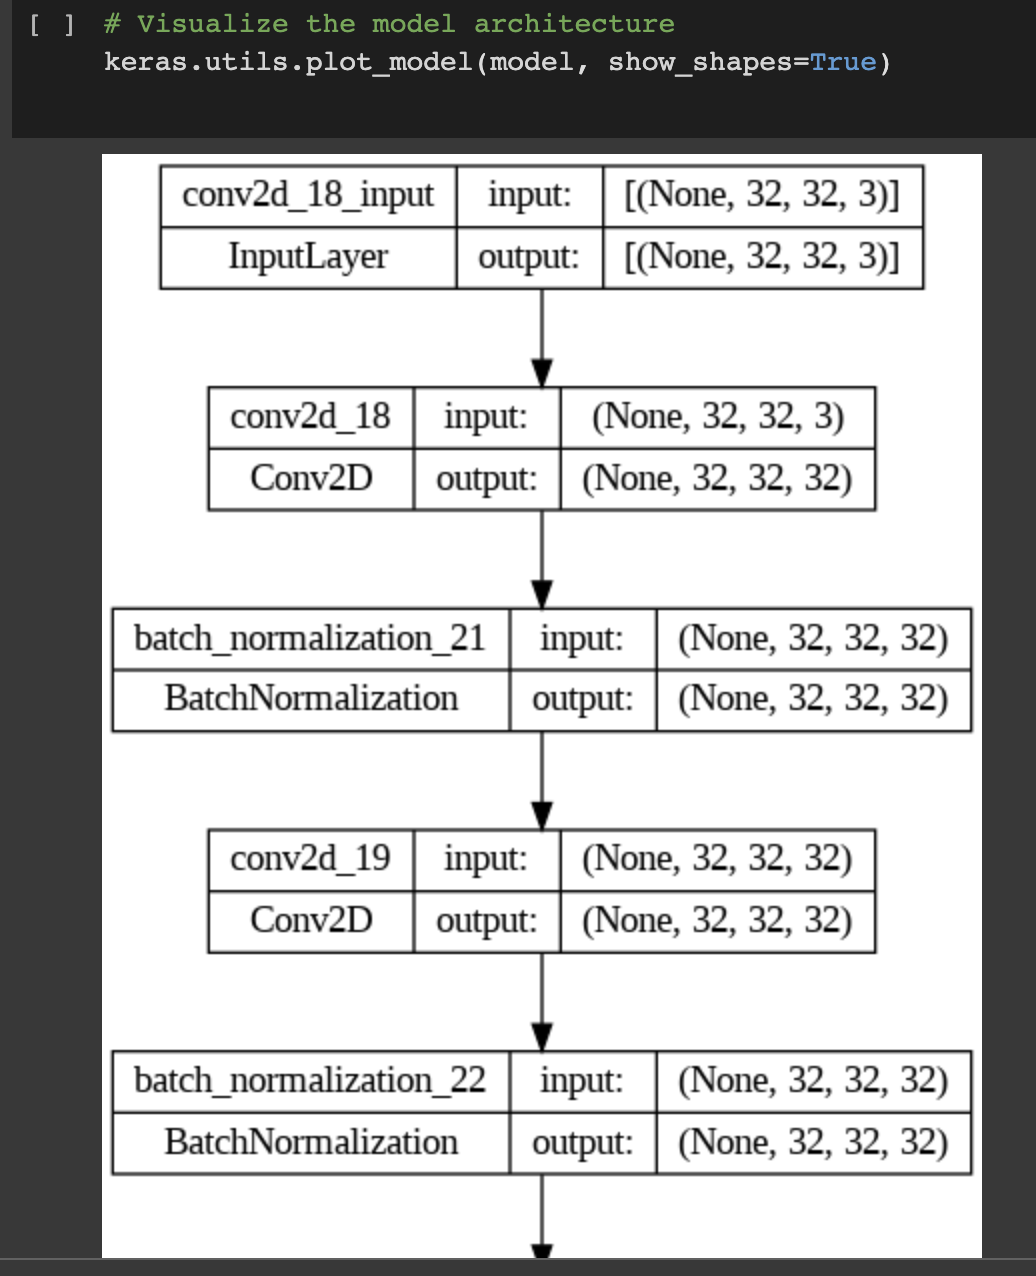 [ ] # Visualize the model architecture
keras.utils.plot_model(model, show_shapes=True)
conv2d_18_input input: [(None, 32, 32, 3)]
InputLayer output: [(None, 32, 32, 3)]
conv2d_18 input: (None, 32, 32, 3)
Conv2D output: (None, 32, 32, 32)
batch_normalization_21 input: (None, 32, 32, 32)
BatchNormalization output: (None, 32, 32, 32)
conv2d_19 input: (None, 32, 32, 32)
Conv2D output: (None, 32, 32, 32)
batch_normalization_22 input: (None, 32, 32, 32)
BatchNormalization output: (None, 32, 32, 32)